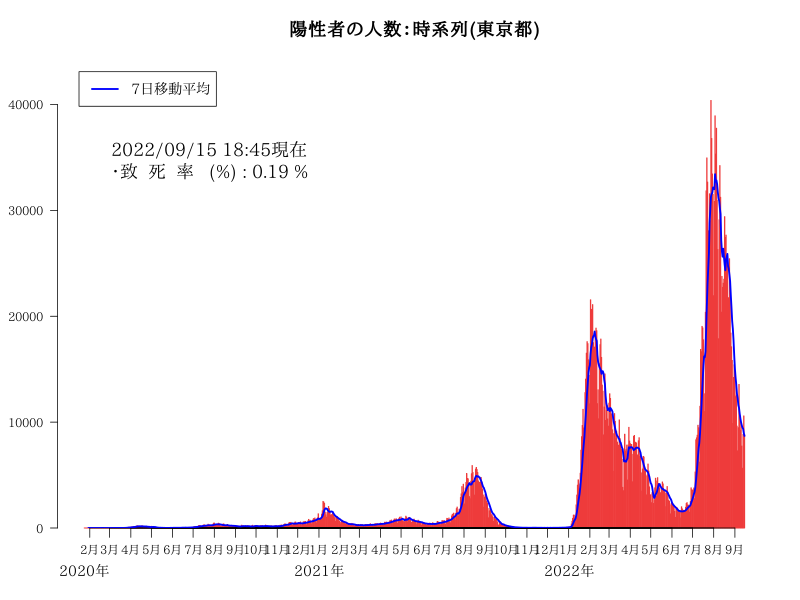 陽性者の人数:時系列(東京都)
7日移動平均
2022/09/15 18:45現在
・致 死 率 (%) : 0.19 %
40000
30000
20000
10000
0
2月3月4月5月6月7月8月9月10月11月12月1月2月3月4月5月6月7月8月9月10月11月12月1月2月3月4月5月6月7月8月9月
2020年 2021年 2022年